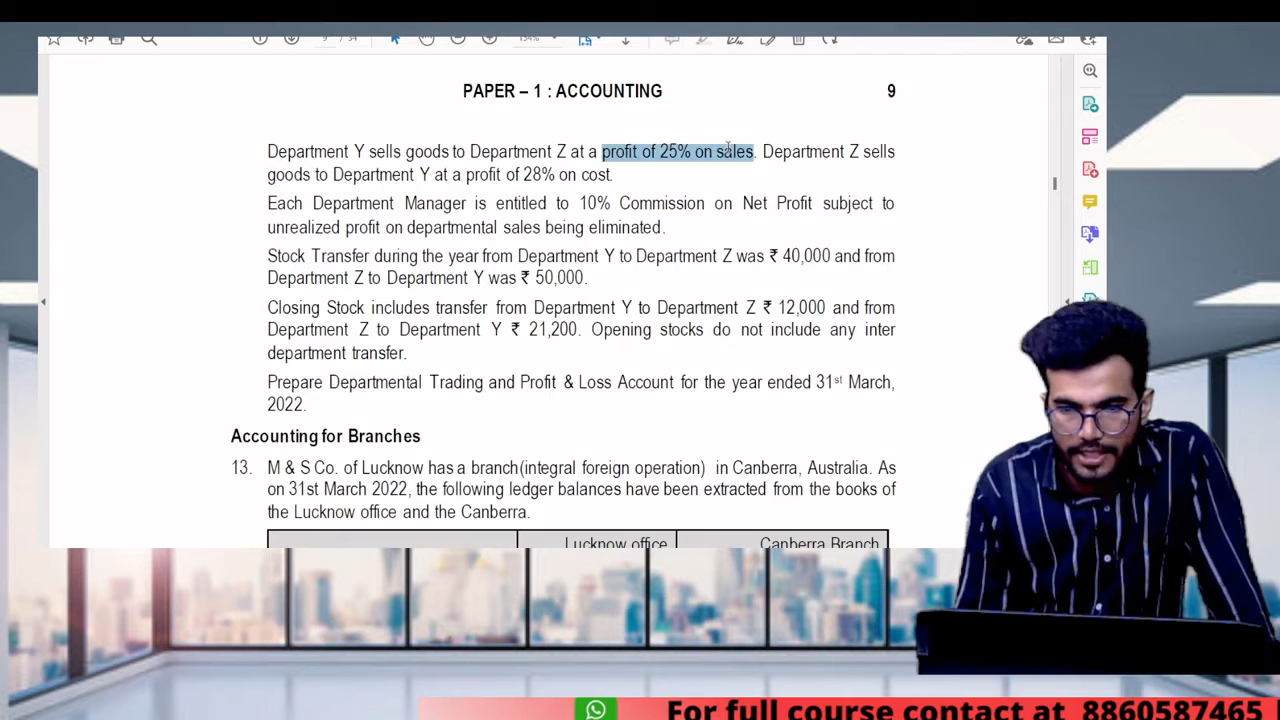 PAPER – 1 : ACCOUNTING 9
Department Y sells goods to Department Z at a profit of 25% on sales. Department Z sells
goods to Department Y at a profit of 28% on cost.
Each Department Manager is entitled to 10% Commission on Net Profit subject to
unrealized profit on departmental sales being eliminated.
Stock Transfer during the year from Department Y to Department Z was ₹ 40,000 and from
Department Z to Department Y was ₹ 50,000.
Closing Stock includes transfer from Department Y to Department Z ₹ 12,000 and from
Department Z to Department Y ₹ 21,200. Opening stocks do not include any inter
department transfer.
Prepare Departmental Trading and Profit & Loss Account for the year ended 31st March,
2022.
Accounting for Branches
13. M & S Co. of Lucknow has a branch(integral foreign operation) in Canberra, Australia. As
on 31st March 2022, the following ledger balances have been extracted from the books of
the Lucknow office and the Canberra.
Lucknow office Canberra Branch
For full course contact at 8860587465